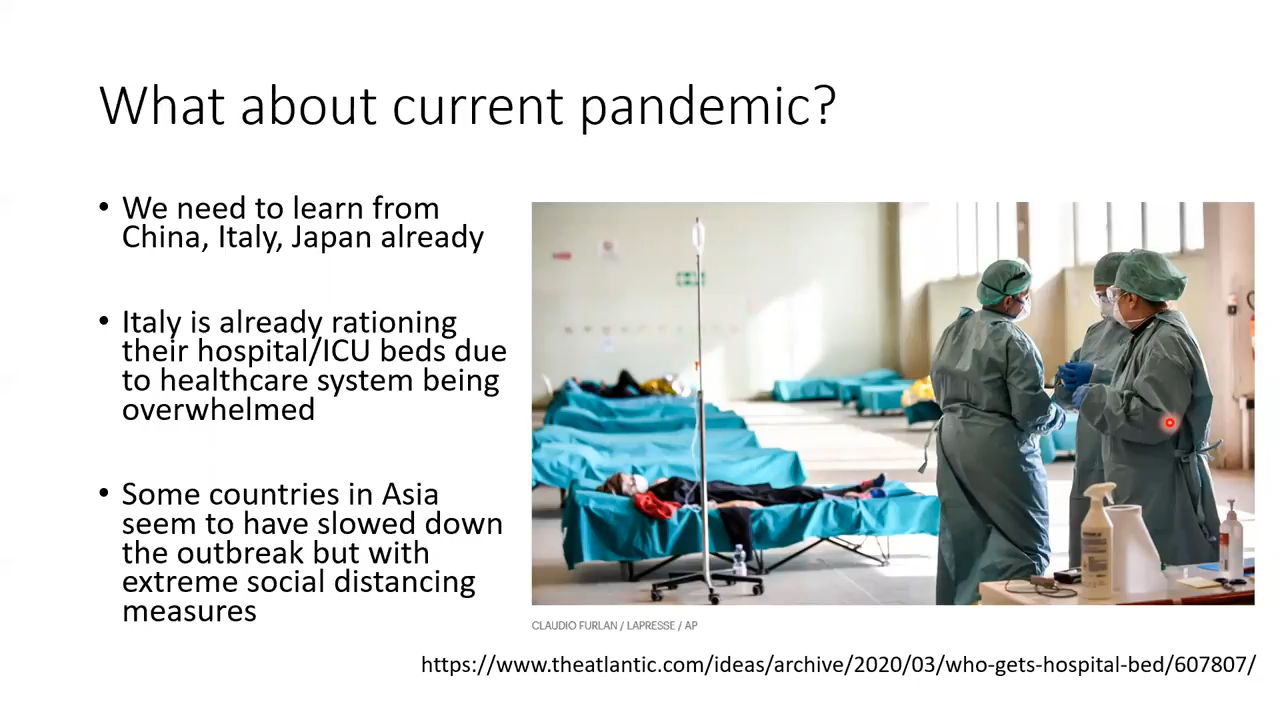 What about current pandemic?
• We need to learn from
China, Italy, Japan already
• Italy is already rationing
their hospital/ICU beds due
to healthcare system being
overwhelmed
• Some countries in Asia
seem to have slowed down
the outbreak but with
extreme social distancing
measures
CLAUDIO FURLAN / LAPRESSE / AP
https://www.theatlantic.com/ideas/archive/2020/03/who-gets-hospital-bed/607807/